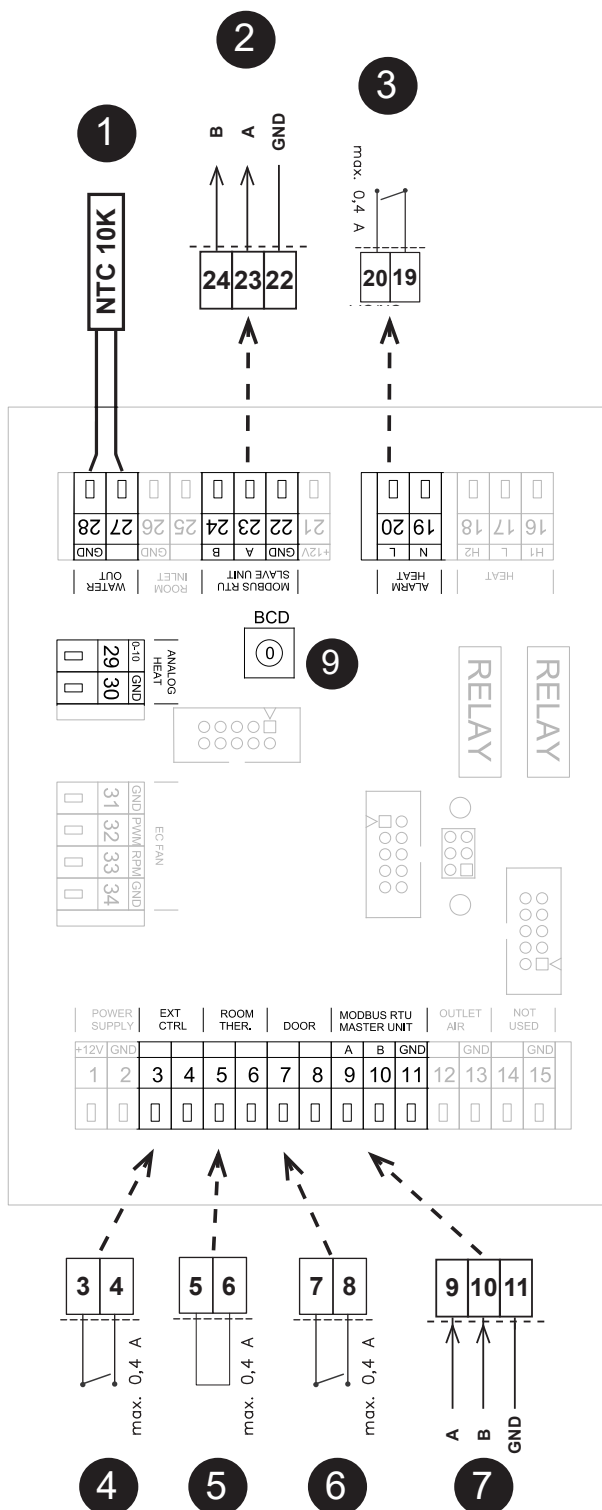 2
3
1
B
A
GND
max. 0,4 A
NTC 10K
24 23 22
20 19
28 27 26 25 24 23 22 21
GND GND B A GND +12V
WATER OUT
ROOM INLET
MODBUS RTU SLAVE UNIT
20 19 18 17 16
L N H2 L H1
ALARM HEAT
HEAT
BCD
0
9
29 0-10
30 GND
ANALOG HEAT
RELAY
RELAY
31 GND
32 PWM
33 RPM
34 GND
EC FAN
POWER SUPPLY
EXT CTRL
ROOM THER.
DOOR
MODBUS RTU MASTER UNIT
OUTLET AIR
NOT USED
+12V GND A B GND GND GND
1 2 3 4 5 6 7 8 9 10 11 12 13 14 15
3 4
5 6
7 8
9 10 11
max. 0,4 A
max. 0,4 A
max. 0,4 A
A
B
GND
4
5
6
7